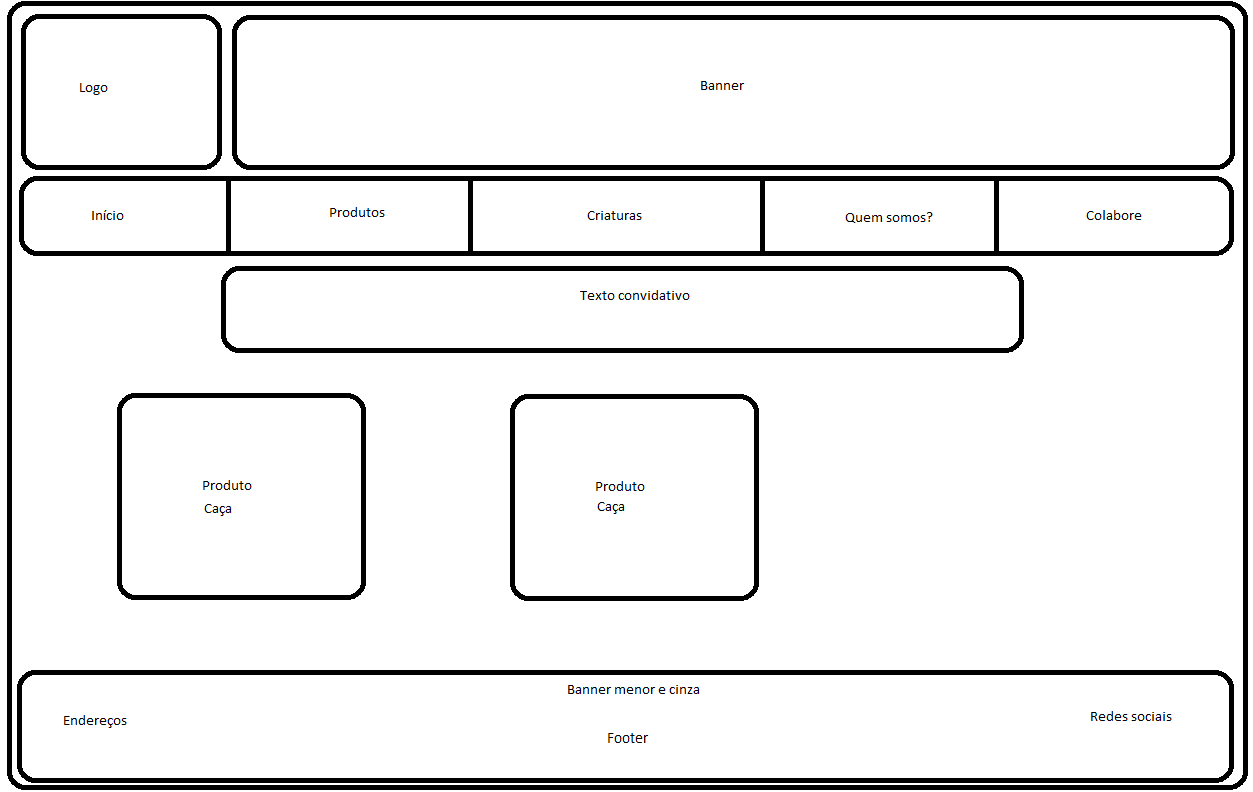 Logo
Banner
Início
Produtos
Criaturas
Quem somos?
Colabore
Texto convidativo
Produto
Caça
Produto
Caça
Banner menor e cinza
Endereços
Redes sociais
Footer